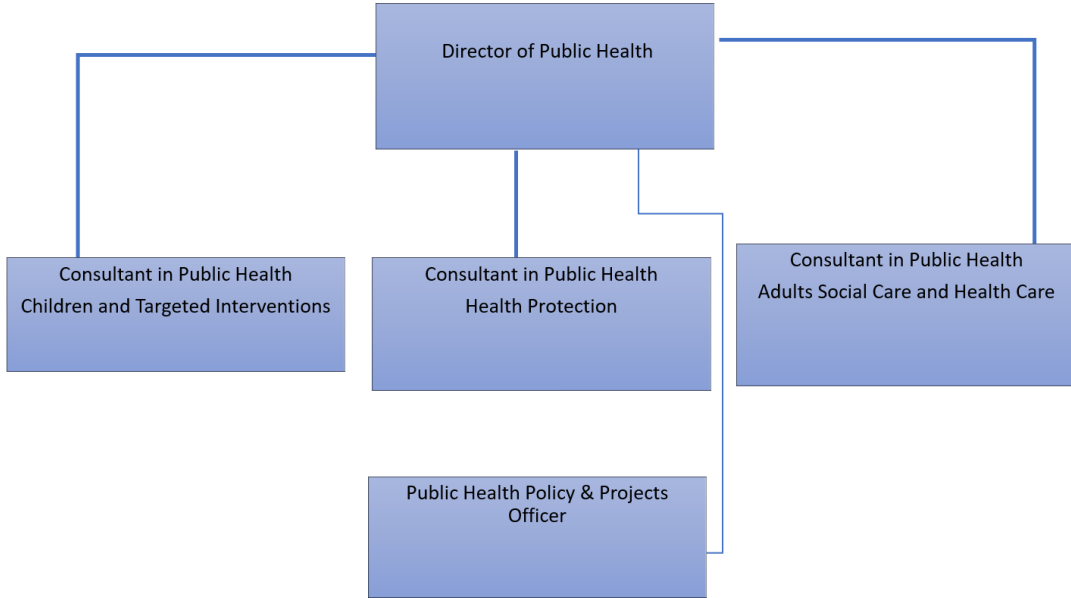 Director of Public Health
Consultant in Public Health
Children and Targeted Interventions
Consultant in Public Health
Health Protection
Consultant in Public Health
Adults Social Care and Health Care
Public Health Policy & Projects
Officer